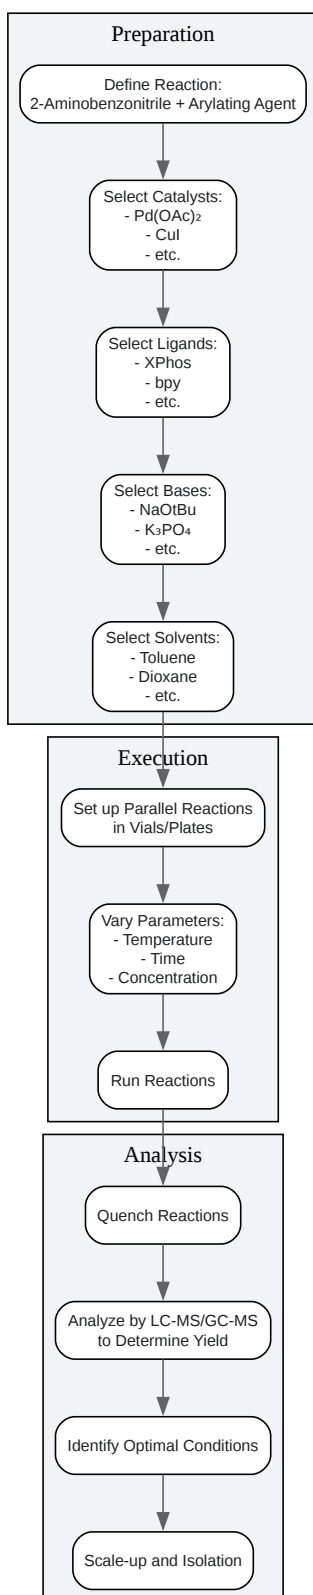 Preparation
Define Reaction:
2-Aminobenzonitrile + Arylating Agent
Select Catalysts:
- Pd(OAc)₂
- CuI
- etc.
Select Ligands:
- XPhos
- bpy
- etc.
Select Bases:
- NaOtBu
- K₃PO₄
- etc.
Select Solvents:
- Toluene
- Dioxane
- etc.
Execution
Set up Parallel Reactions
in Vials/Plates
Vary Parameters:
- Temperature
- Time
- Concentration
Run Reactions
Analysis
Quench Reactions
Analyze by LC-MS/GC-MS
to Determine Yield
Identify Optimal Conditions
Scale-up and Isolation